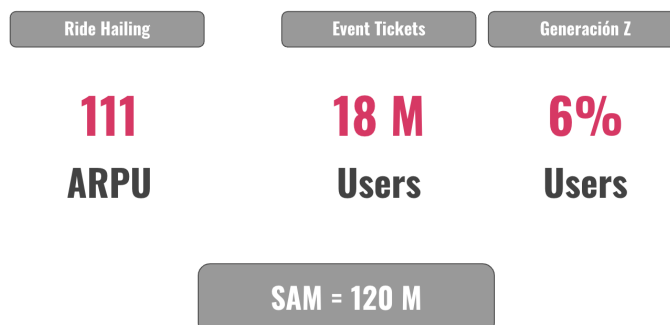 Ride Hailing
Event Tickets
Generación Z
111
18 M
6%
ARPU
Users
Users
SAM = 120 M